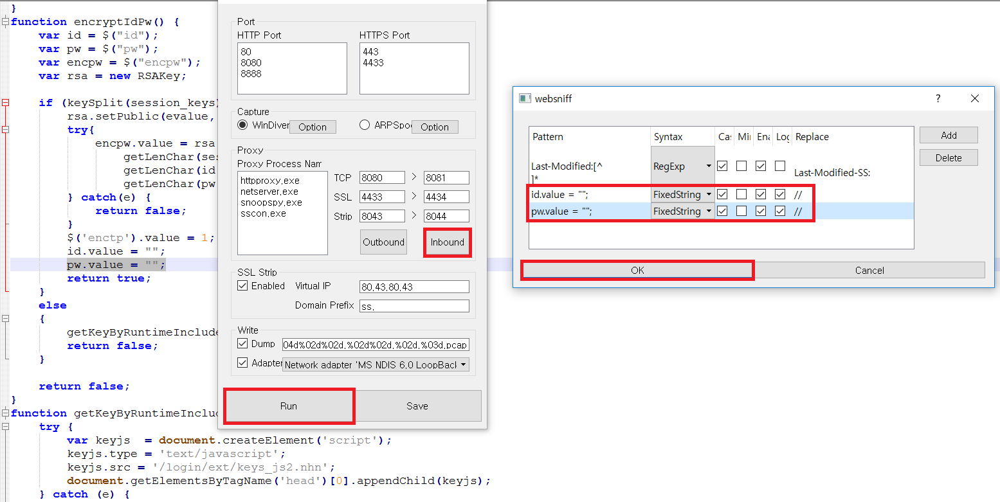 }
function encryptIdPw() {
var id = $("id");
var pw = $("pw");
var encpw = $("encpw");
var rsa = new RSAKey;
if (keySplit(session_keys)
rsa.setPublic(evalue,
try{
encpw.value = rsa
getLenChar(ses
getLenChar(id
getLenChar(pw
} catch(e) {
return false;
}
$('enctp').value = 1;
id.value = "";
pw.value = "";
return true;
}
else
{
getKeyByRuntimeInclude
return false;
}
return false;
}
function getKeyByRuntimeInclu
try {
var keyjs  = document.createElement('script');
keyjs.type = 'text/javascript';
keyjs.src = '/login/ext/keys_js2.nhn';
document.getElementsByTagName('head')[0].appendChild(keyjs);
} catch (e) {
Port
HTTP Port HTTPS Port
80 443
8080 4433
8888
Capture
WinDiver Option ARPSpo Option
Proxy
Proxy Process Nam
httpproxy.exe
netserver.exe
snoopspy.exe
sscon.exe
TCP 8080 > 8081
SSL 4433 > 4434
Strip 8043 > 8044
Outbound Inbound
SSL Strip
Enabled Virtual IP 80.43.80.43
Domain Prefix ss.
Write
Dump 04d%02d%02d.%02d%02d.%02d.%03d.pcap
Adapter Network adapter 'MS NDIS 6.0 LoopBack
Run Save
websniff ?
Pattern Syntax Cas Min Ena Log Replace
Last-Modified:[^
]* RegExp Last-Modified-SS:
id.value = ""; FixedString //
pw.value = ""; FixedString //
Add
Delete
OK Cancel